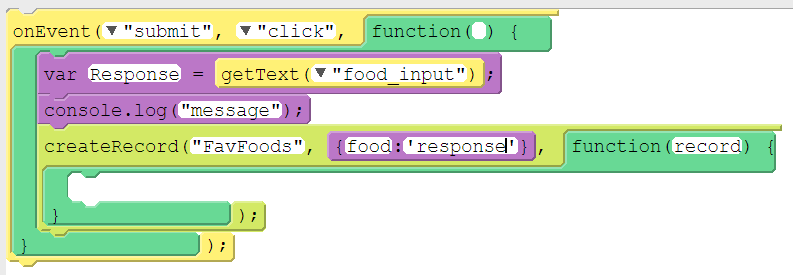 onEvent(▼"submit", ▼"click", function( ) {
var Response = getText(▼"food_input");
console.log("message");
createRecord("FavFoods", {food:'response'}, function(record) {
} );
} );